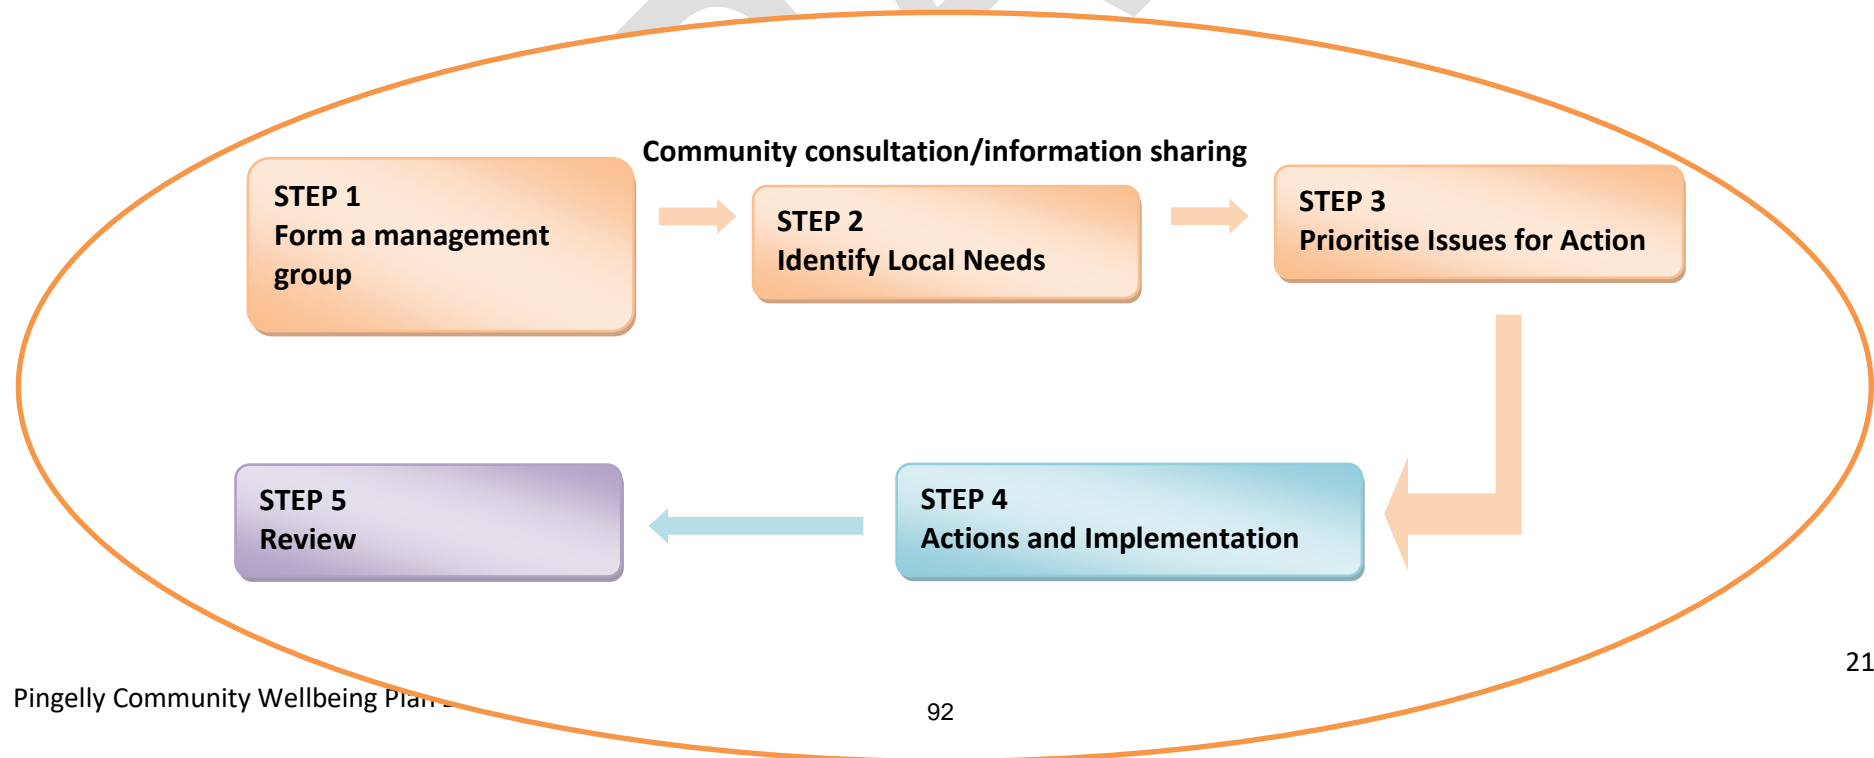 Community consultation/information sharing
STEP 1
Form a management
group
STEP 2
Identify Local Needs
STEP 3
Prioritise Issues for Action
STEP 4
Actions and Implementation
STEP 5
Review
21
Pingelly Community Wellbeing Plan
92